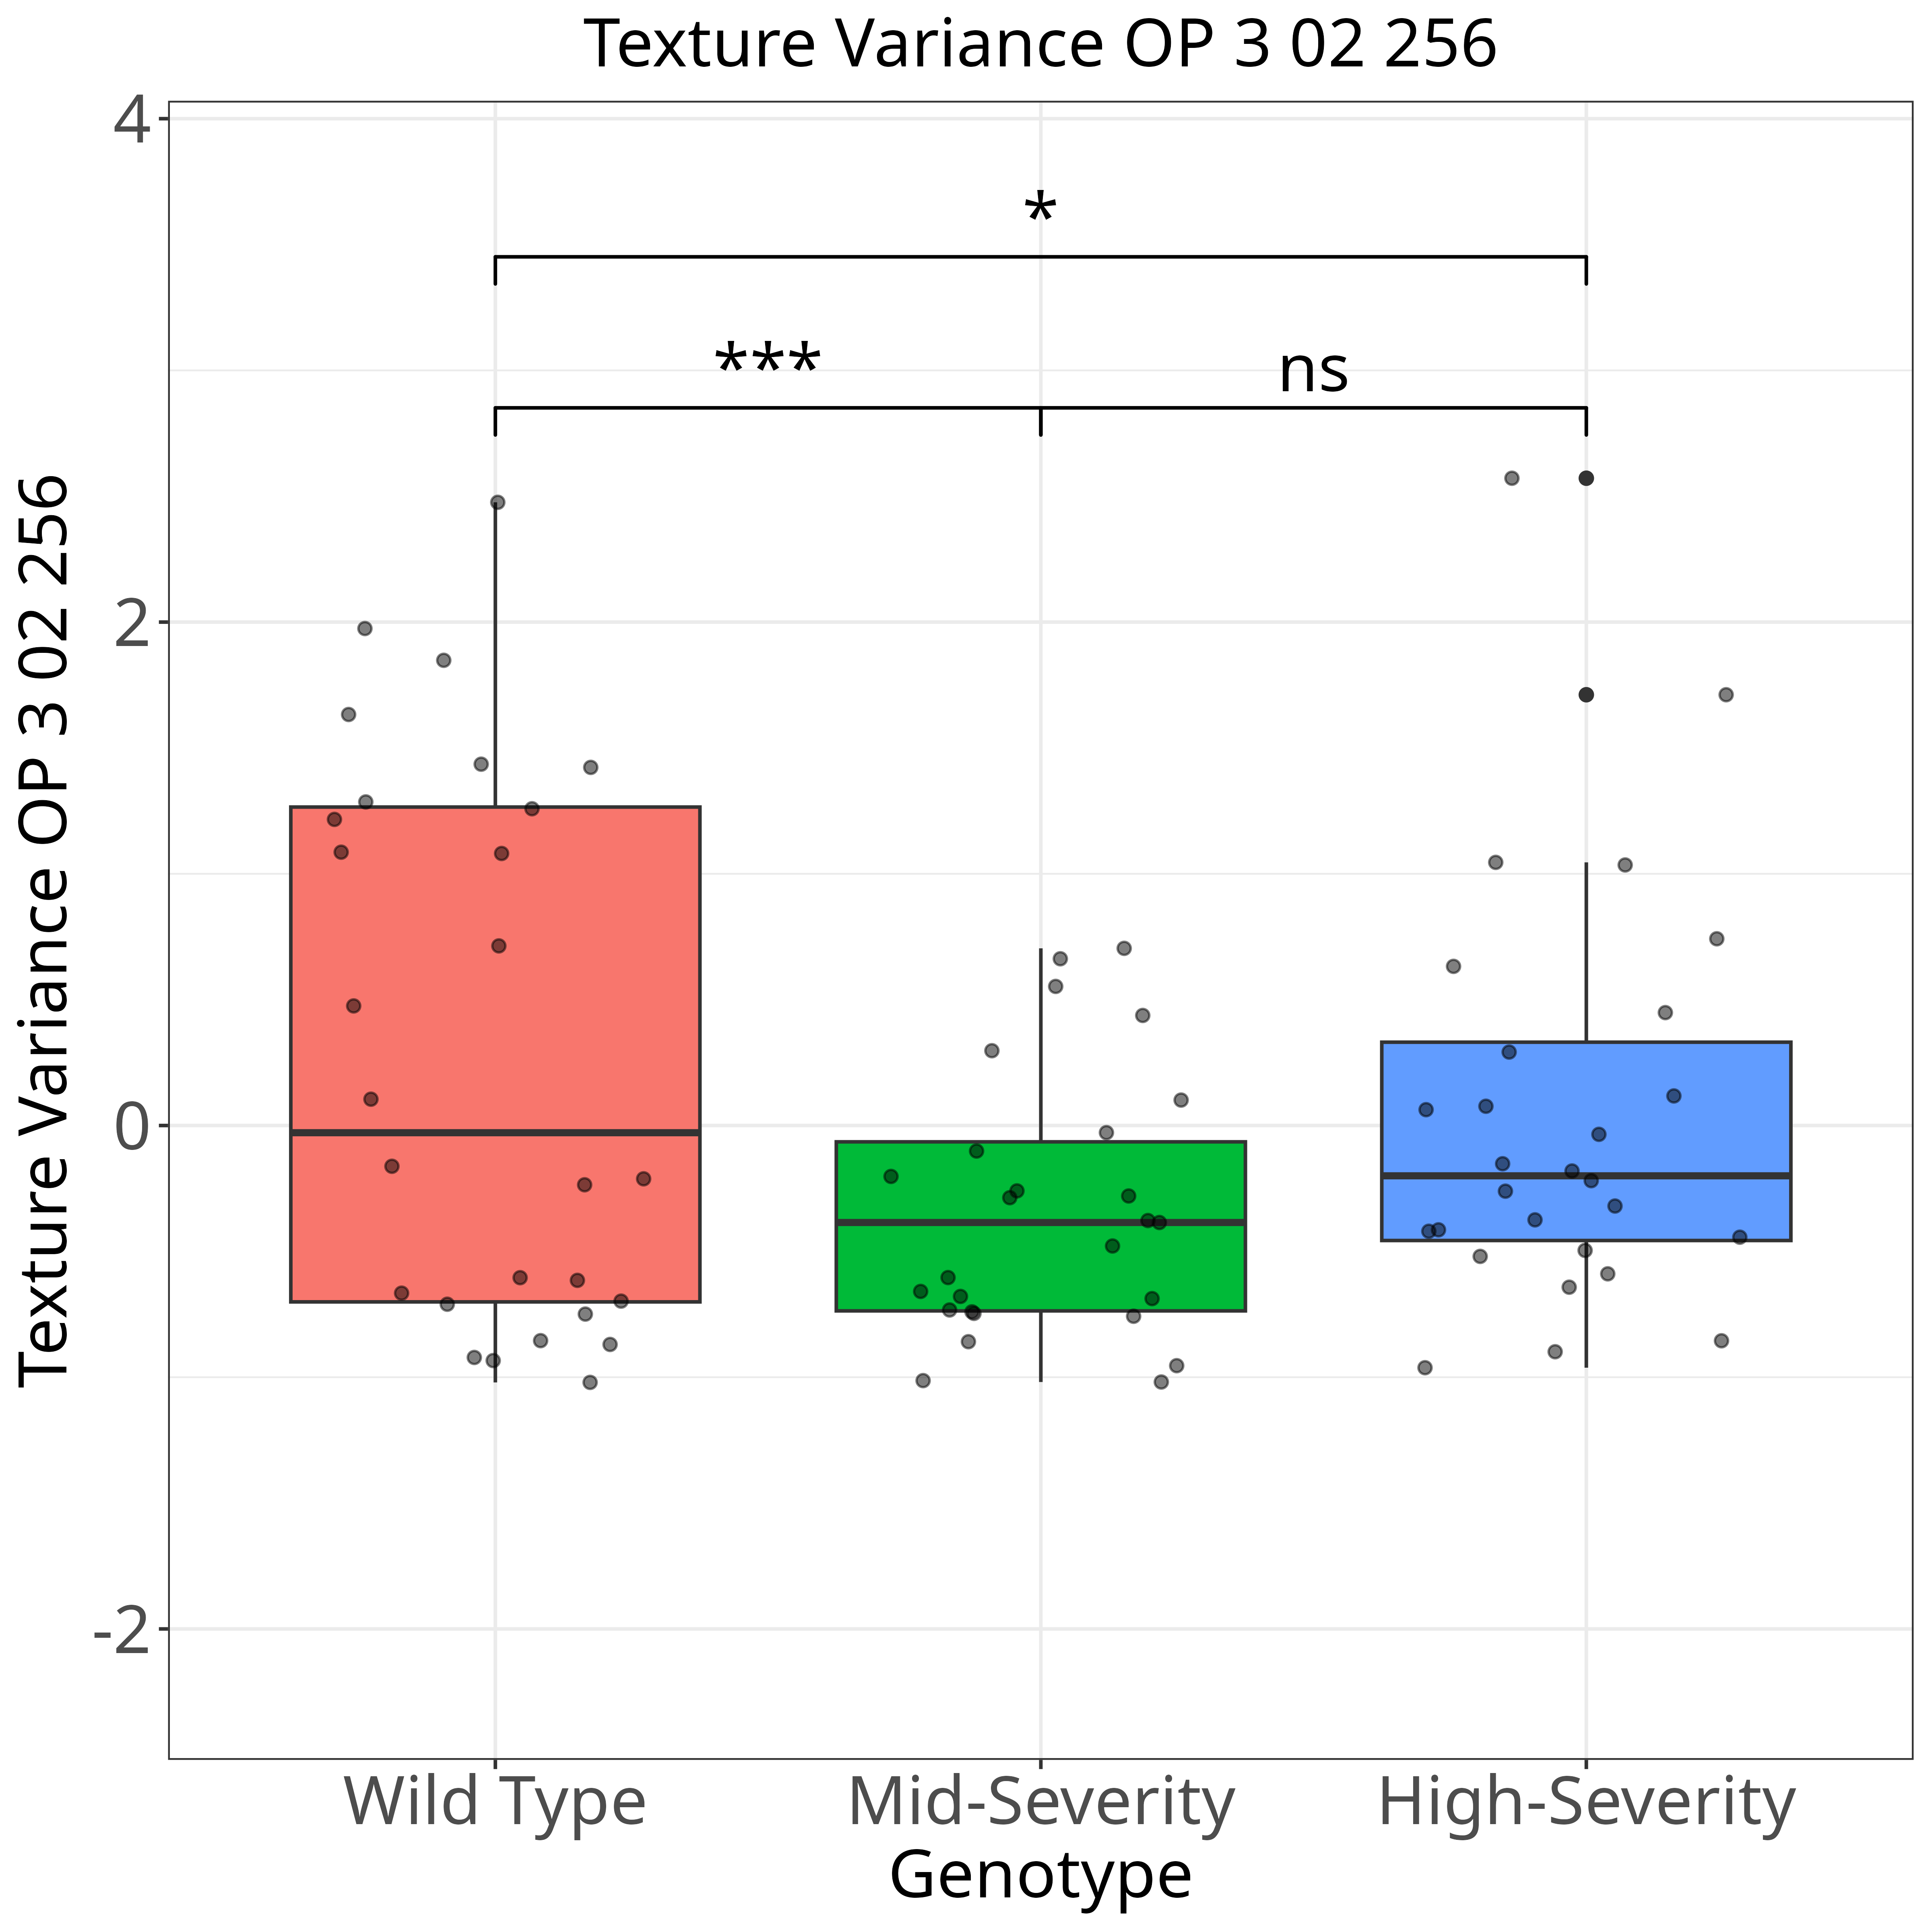 Texture Variance OP 3 02 256
Texture Variance OP 3 02 256
4
2
0
-2
*
***
ns
Wild Type
Mid-Severity
High-Severity
Genotype